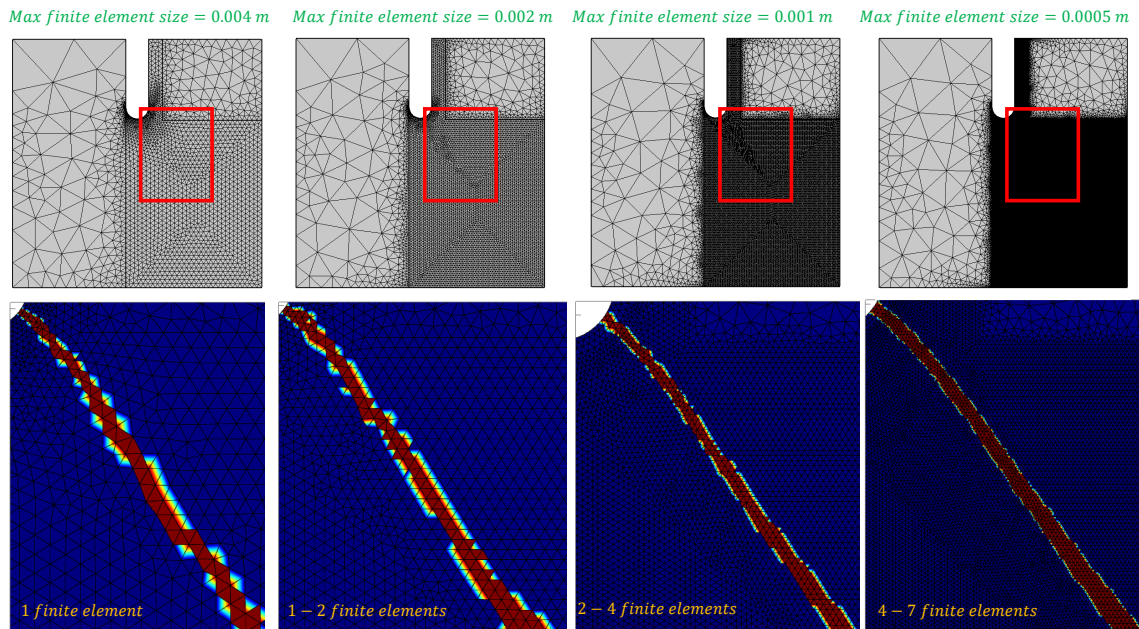 Max finite element size = 0.004 m
Max finite element size = 0.002 m
Max finite element size = 0.001 m
Max finite element size = 0.0005 m
1 finite element
1 − 2 finite elements
2 − 4 finite elements
4 − 7 finite elements